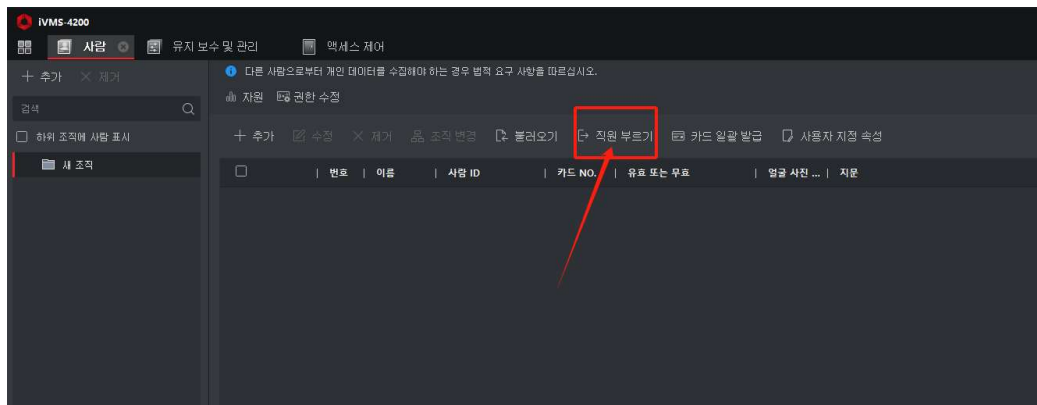 iVMS-4200
사람 유지 보수 및 관리 액세스 제어
+ 추가 × 제거
다른 사람으로부터 개인 데이터를 수집해야 하는 경우 법적 요구 사항을 따르십시오.
자원 권한 수정
검색
하위 조직에 사람 표시
+ 추가 수정 × 제거 조직 변경 불러오기 직원 부르기 카드 일괄 발급 사용자 지정 속성
새 조직
| 번호 | 이름 | 사람 ID | 카드 NO. | 유효 또는 무효 | 얼굴 사진 ... | 지문